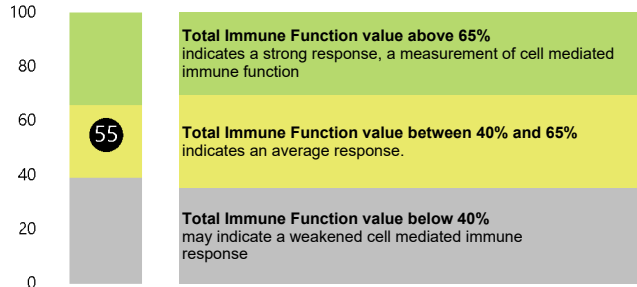 100
Total Immune Function value above 65%
indicates a strong response, a measurement of cell mediated
immune function
80
60
55
Total Immune Function value between 40% and 65%
indicates an average response.
40
Total Immune Function value below 40%
may indicate a weakened cell mediated immune
response
20
0